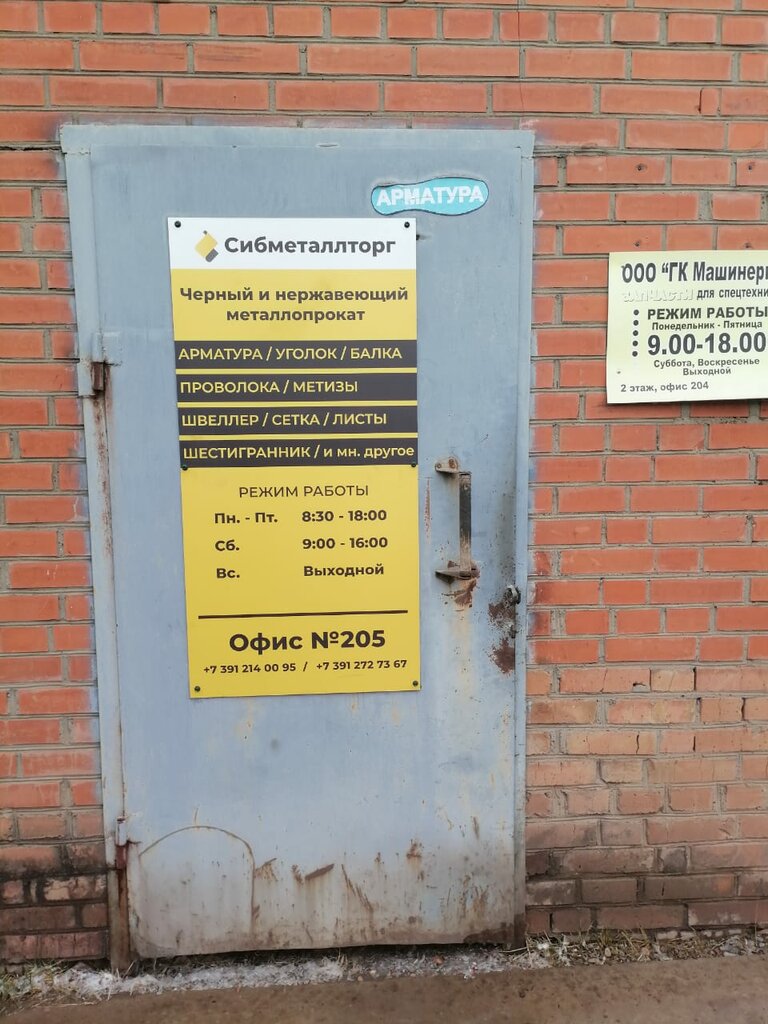 АРМАТУРА
Сибметаллторг
Черный и нержавеющий
металлопрокат
АРМАТУРА / УГОЛОК / БАЛКА
ПРОВОЛОКА / МЕТИЗЫ
ШВЕЛЛЕР / СЕТКА / ЛИСТЫ
ШЕСТИГРАННИК / и мн. другое
РЕЖИМ РАБОТЫ
Пн. - Пт. 8:30 - 18:00
Сб. 9:00 - 16:00
Вс. Выходной
Офис №205
+7 391 214 00 95 / +7 391 272 73 67
ООО "ГК Машинери
ЗАПЧАСТИ для спецтехни
РЕЖИМ РАБОТЫ
Понедельник - Пятница
9.00-18.00
Суббота, Воскресенье
Выходной
2 этаж, офис 204